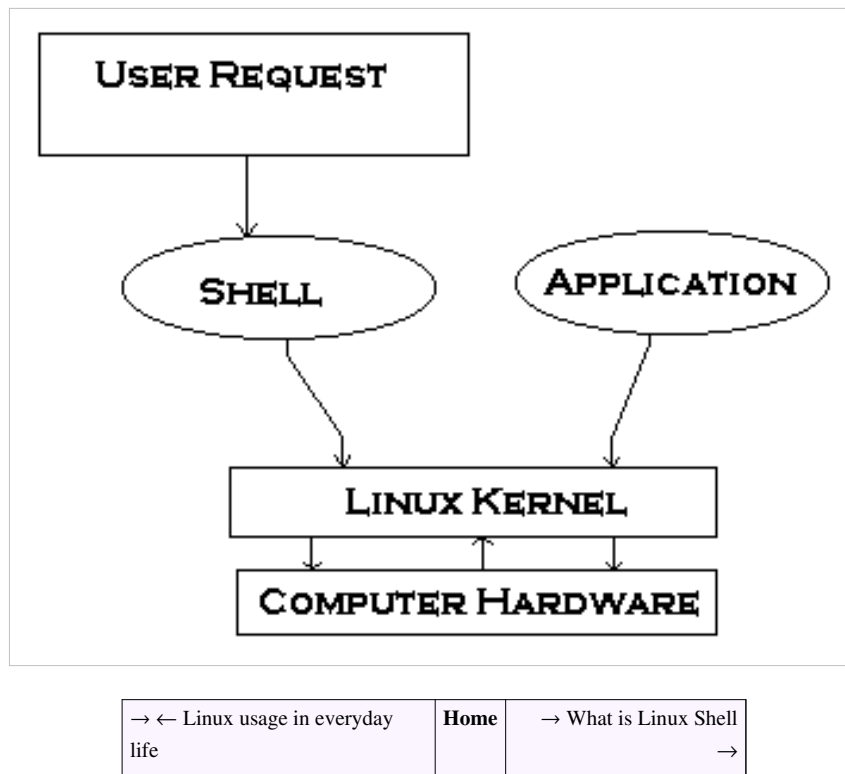 USER REQUEST
SHELL
APPLICATION
LINUX KERNEL
COMPUTER HARDWARE
→ ← Linux usage in everyday life
Home
→ What is Linux Shell →